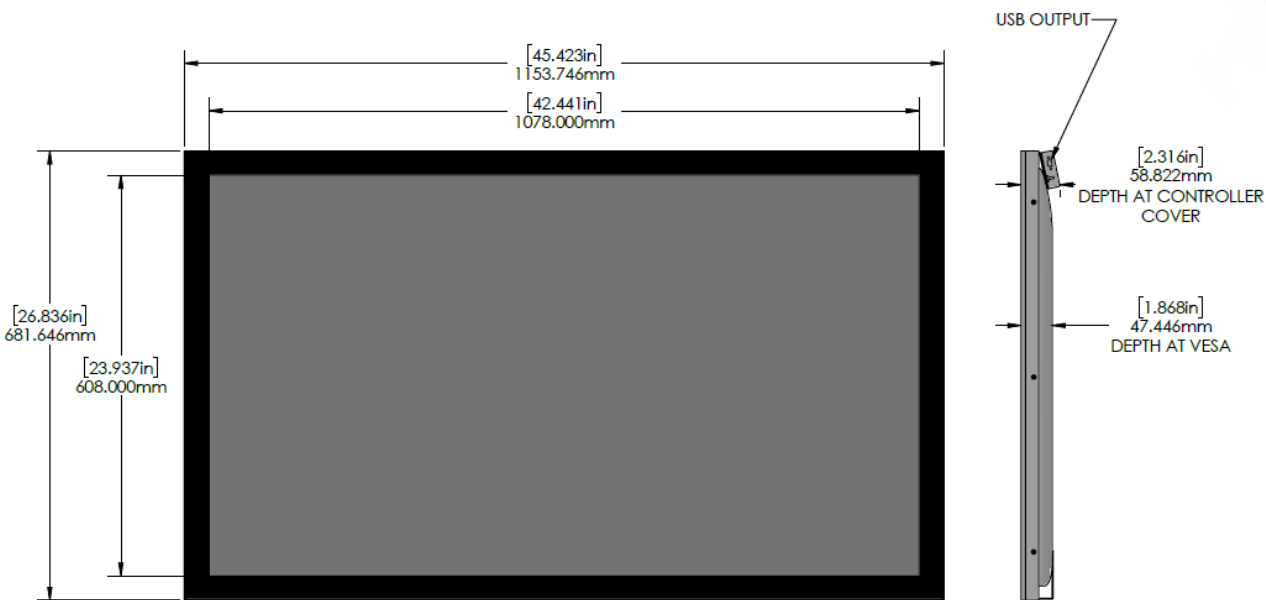 USB OUTPUT
[45.423in]
1153.746mm
[42.441in]
1078.000mm
[2.316in]
58.822mm
DEPTH AT CONTROLLER
COVER
[26.836in]
681.646mm
[23.937in]
608.000mm
[1.868in]
47.446mm
DEPTH AT VESA